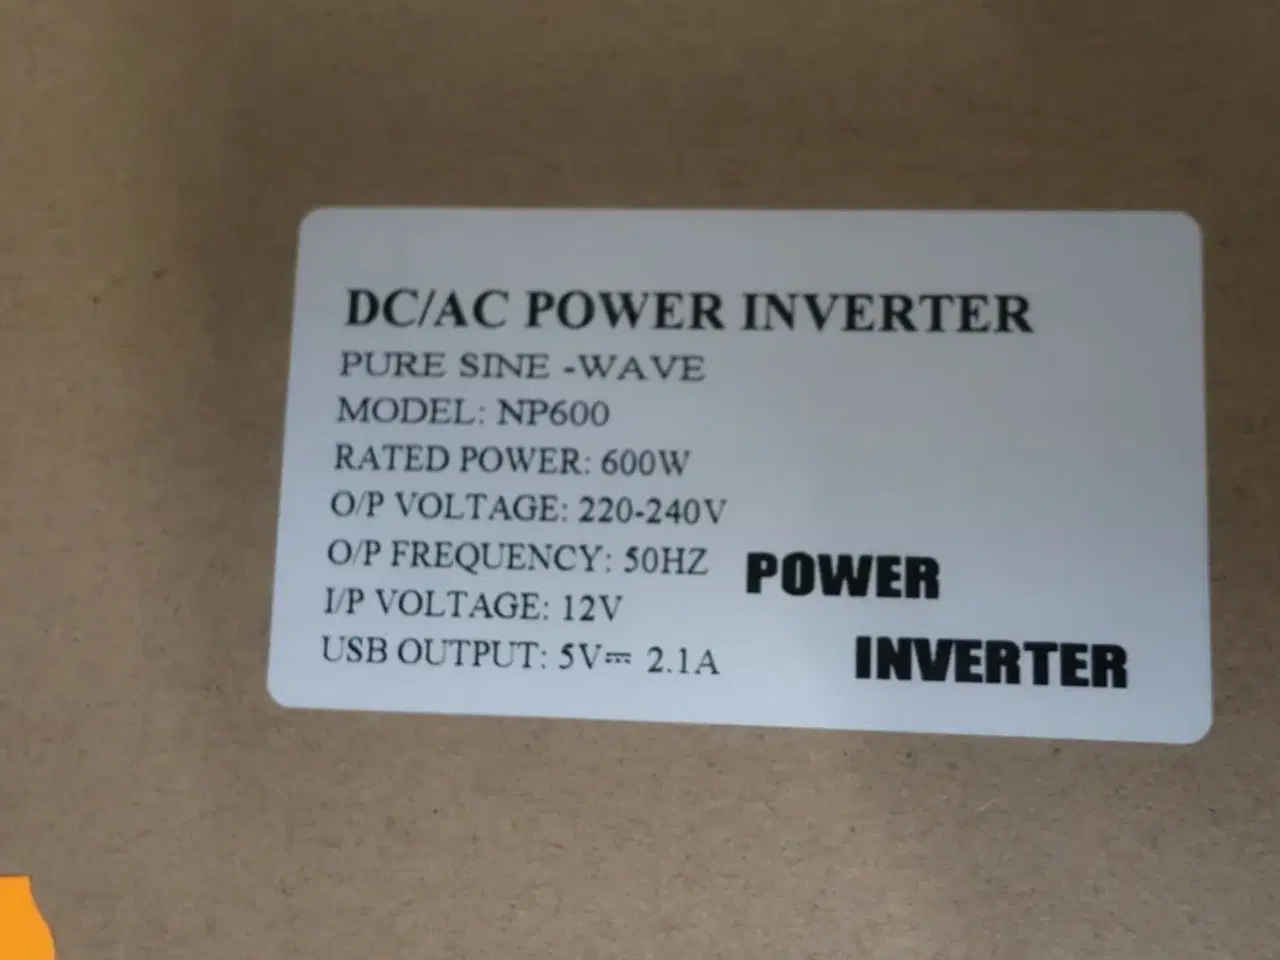 DC/AC POWER INVERTER
PURE SINE -WAVE
MODEL: NP600
RATED POWER: 600W
O/P VOLTAGE: 220-240V
O/P FREQUENCY: 50HZ
I/P VOLTAGE: 12V
USB OUTPUT: 5V⎓ 2.1A
POWER
INVERTER